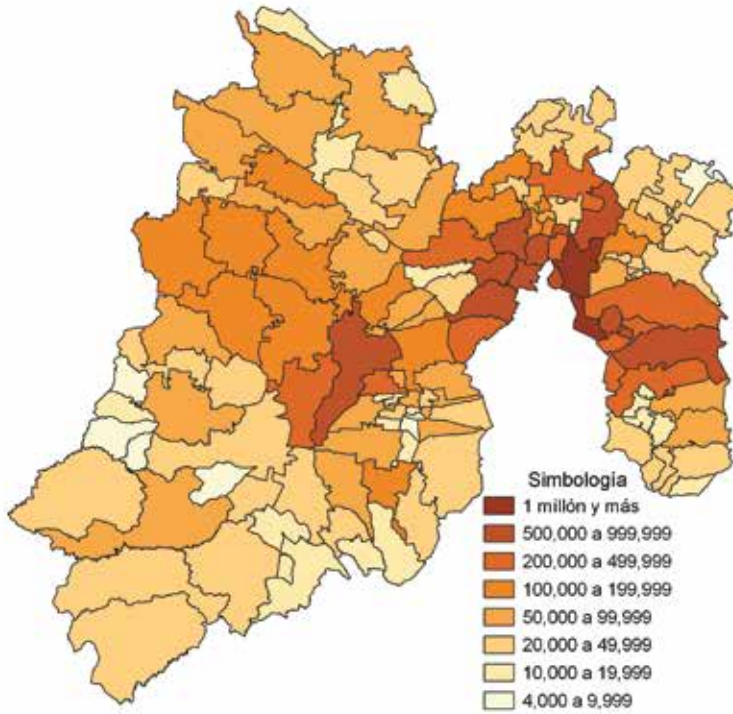 Simbología
1 millón y más
500,000 a 999,999
200,000 a 499,999
100,000 a 199,999
50,000 a 99,999
20,000 a 49,999
10,000 a 19,999
4,000 a 9,999